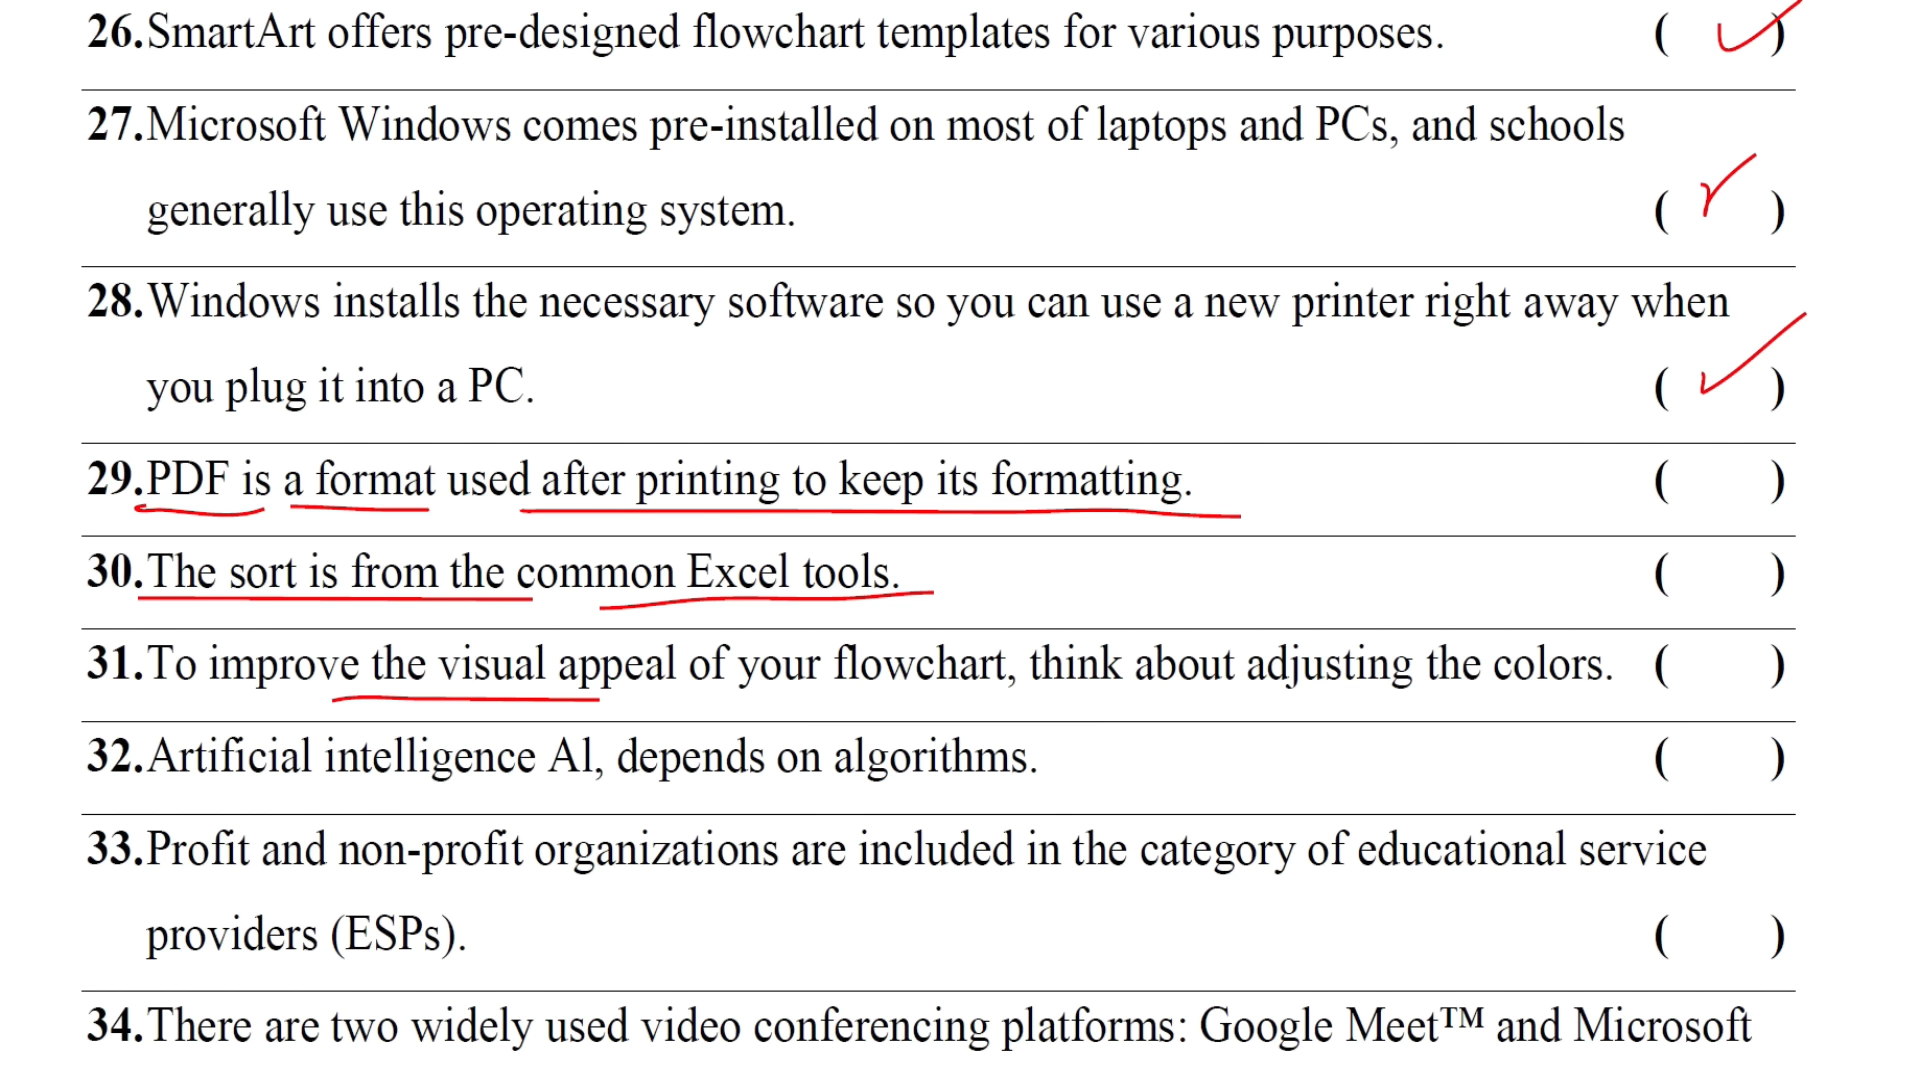 26.SmartArt offers pre-designed flowchart templates for various purposes. ( ✓ )
27.Microsoft Windows comes pre-installed on most of laptops and PCs, and schools
generally use this operating system. ( ✓ )
28.Windows installs the necessary software so you can use a new printer right away when
you plug it into a PC. ( ✓ )
29.PDF is a format used after printing to keep its formatting. ( )
30.The sort is from the common Excel tools. ( )
31.To improve the visual appeal of your flowchart, think about adjusting the colors. ( )
32.Artificial intelligence Al, depends on algorithms. ( )
33.Profit and non-profit organizations are included in the category of educational service
providers (ESPs). ( )
34.There are two widely used video conferencing platforms: Google Meet™ and Microsoft